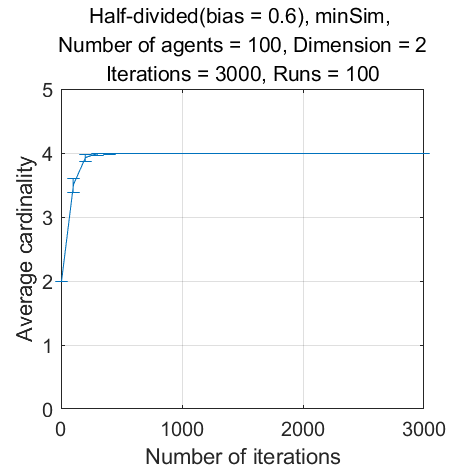 Half-divided(bias = 0.6), minSim,
Number of agents = 100, Dimension = 2
Iterations = 3000, Runs = 100
5
4
3
2
1
0
Average cardinality
0 1000 2000 3000
Number of iterations